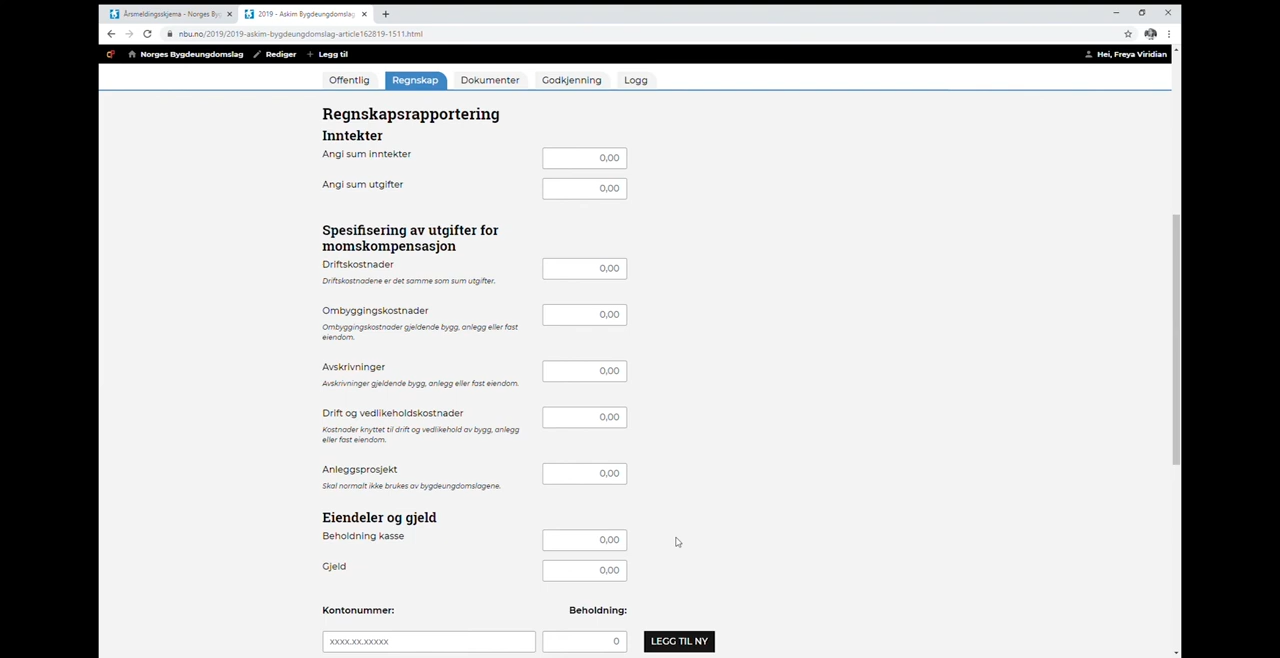 Årsmeldingsskjema - Norges Byg
2019 - Askim Bygdeungdomslag
nbu.no/2019/2019-askim-bygdeungdomslag-article162819-1511.html
Norges Bygdeungdomslag Rediger + Legg til Hei, Freya Viridian
Offentlig Regnskap Dokumenter Godkjenning Logg
Regnskapsrapportering
Inntekter
Angi sum inntekter 0,00
Angi sum utgifter 0,00
Spesifisering av utgifter for
momskompensasjon
Driftskostnader 0,00
Driftskostnadene er det samme som sum utgifter.
Ombyggingskostnader 0,00
Ombyggingskostnader gjeldende bygg, anlegg eller fast
eiendom.
Avskrivninger 0,00
Avskrivninger gjeldende bygg, anlegg eller fast eiendom.
Drift og vedlikeholdskostnader 0,00
Kostnader knyttet til drift og vedlikehold av bygg, anlegg
eller fast eiendom.
Anleggsprosjekt 0,00
Skal normalt ikke brukes av bygdeungdomslagene.
Eiendeler og gjeld
Beholdning kasse 0,00
Gjeld 0,00
Kontonummer: Beholdning:
xxxx.xx.xxxxx 0 LEGG TIL NY